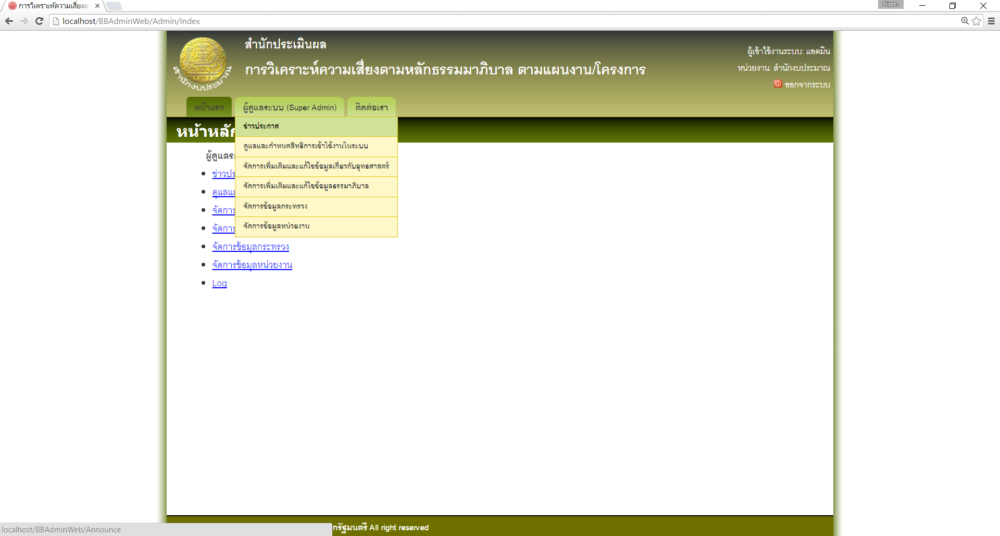 การวิเคราะห์ความเสี่ยงต
Nipon
localhost/BBAdminWeb/Admin/Index
สำนักงบประมาณ
สำนักประเมินผล
การวิเคราะห์ความเสี่ยงตามหลักธรรมมาภิบาล ตามแผนงาน/โครงการ
ผู้เข้าใช้งานระบบ: แอดมิน
หน่วยงาน: สำนักงบประมาณ
ออกจากระบบ
หน้าแรก
ผู้ดูแลระบบ (Super Admin)
ติดต่อเรา
หน้าหลัก
ข่าวประกาศ
ดูแลและกำหนดสิทธิการเข้าใช้งานในระบบ
จัดการเพิ่มเติมและแก้ไขข้อมูลเกี่ยวกับยุทธศาสตร์
จัดการเพิ่มเติมและแก้ไขข้อมูลธรรมาภิบาล
จัดการข้อมูลกระทรวง
จัดการข้อมูลหน่วยงาน
ผู้ดูแลระ
ข่าวปร
ดูแลแล
จัดการ
จัดการ
จัดการข้อมูลกระทรวง
จัดการข้อมูลหน่วยงาน
Log
localhost/BBAdminWeb/Announce
กรัฐมนตรี All right reserved